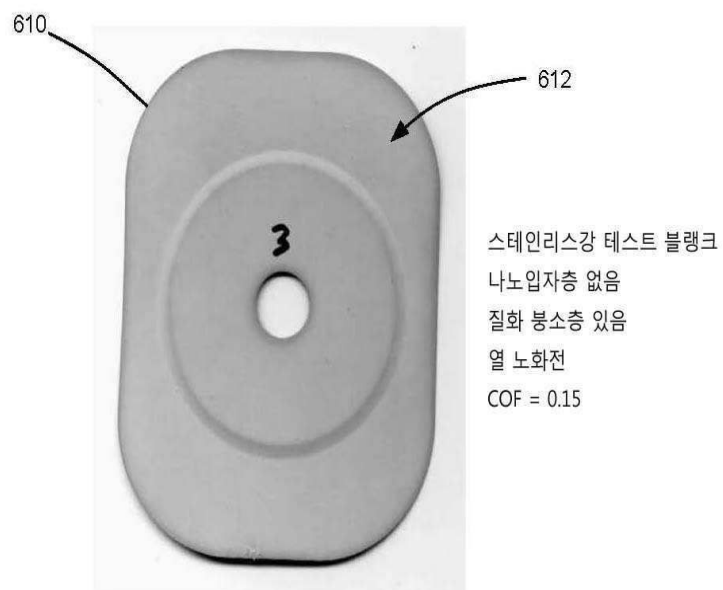 610
612
3
스테인리스강 테스트 블랭크
나노입자층 없음
질화 붕소층 있음
열 노화전
COF = 0.15